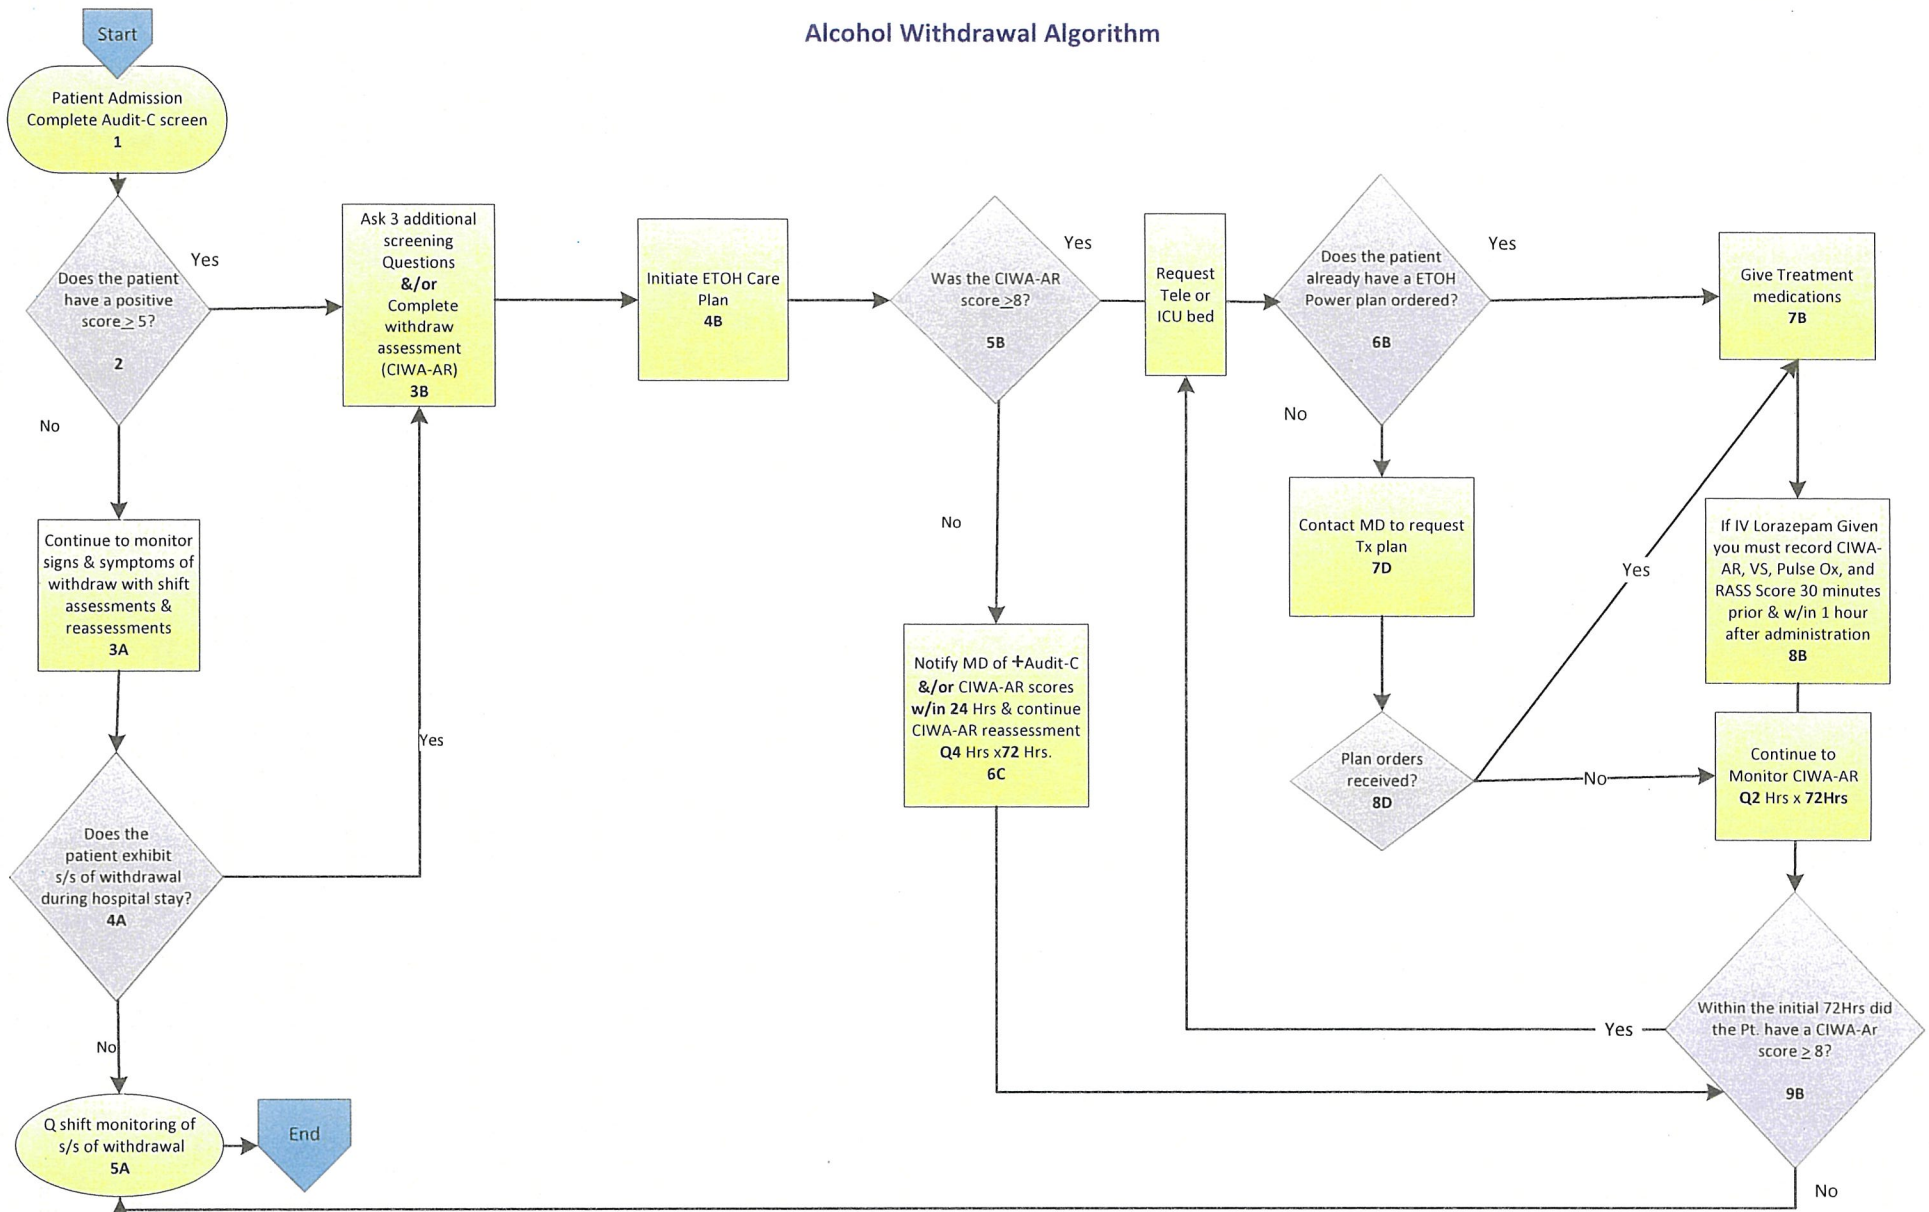 Alcohol Withdrawal Algorithm
Start
Patient Admission
Complete Audit-C screen
1
Does the patient
have a positive
score ≥ 5?
2
Yes
No
Ask 3 additional
screening
Questions
&/or
Complete
withdraw
assessment
(CIWA-AR)
3B
Initiate ETOH Care
Plan
4B
Was the CIWA-AR
score ≥8?
5B
Yes
No
Request
Tele or
ICU bed
Does the patient
already have a ETOH
Power plan ordered?
6B
Yes
No
Give Treatment
medications
7B
Continue to monitor
signs & symptoms of
withdraw with shift
assessments &
reassessments
3A
Contact MD to request
Tx plan
7D
If IV Lorazepam Given
you must record CIWA-
AR, VS, Pulse Ox, and
RASS Score 30 minutes
prior & w/in 1 hour
after administration
8B
Notify MD of +Audit-C
&/or CIWA-AR scores
w/in 24 Hrs & continue
CIWA-AR reassessment
Q4 Hrs x72 Hrs.
6C
Yes
Plan orders
received?
8D
Yes
No
Continue to
Monitor CIWA-AR
Q2 Hrs x 72Hrs
Does the
patient exhibit
s/s of withdrawal
during hospital stay?
4A
No
Within the initial 72Hrs did
the Pt. have a CIWA-Ar
score ≥ 8?
9B
Yes
No
Q shift monitoring of
s/s of withdrawal
5A
End